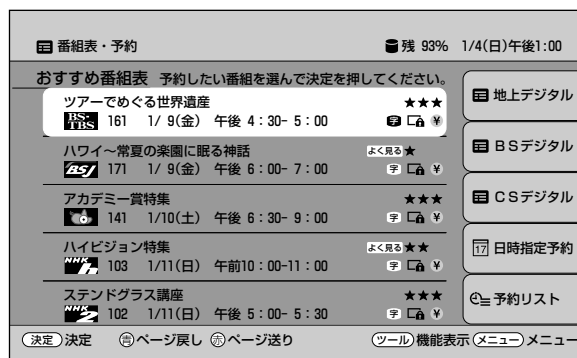 番組表・予約 残 93% 1/4(日)午後1:00
おすすめ番組表 予約したい番組を選んで決定を押してください。
ツアーでめぐる世界遺産 ★★★
BS-TBS 161 1/ 9(金) 午後 4:30- 5:00 字 ¥
ハワイ〜常夏の楽園に眠る神話 よく見る★
BSJ 171 1/ 9(金) 午後 6:00- 7:00 字 ¥
アカデミー賞特集 ★★★
141 1/10(土) 午後 6:30- 9:00 字 ¥
ハイビジョン特集 よく見る★★
NHK h 103 1/11(日) 午前10:00-11:00 字 ¥
ステンドグラス講座 ★★★
NHK 2 102 1/11(日) 午後 5:00- 5:30 字 ¥
地上デジタル
BSデジタル
CSデジタル
17 日時指定予約
予約リスト
決定 決定 青 ページ戻し 赤 ページ送り ツール 機能表示 メニュー メニュー